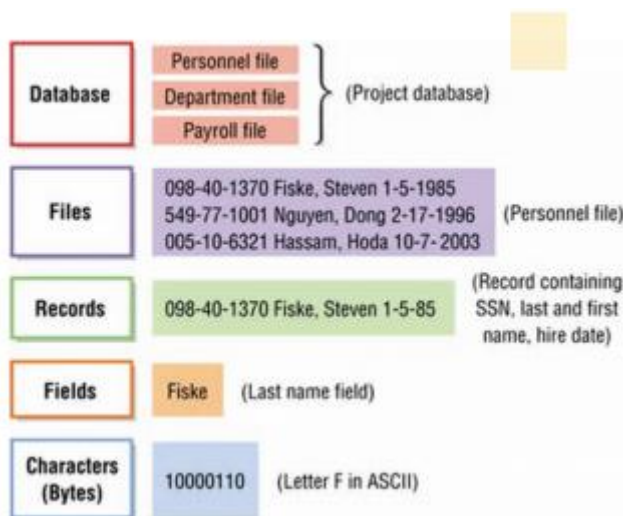 Database
Personnel file
Department file
Payroll file
(Project database)
Files
098-40-1370 Fiske, Steven 1-5-1985
549-77-1001 Nguyen, Dong 2-17-1996
005-10-6321 Hassam, Hoda 10-7- 2003
(Personnel file)
Records
098-40-1370 Fiske, Steven 1-5-85
(Record containing
SSN, last and first
name, hire date)
Fields
Fiske
(Last name field)
Characters
(Bytes)
10000110
(Letter F in ASCII)